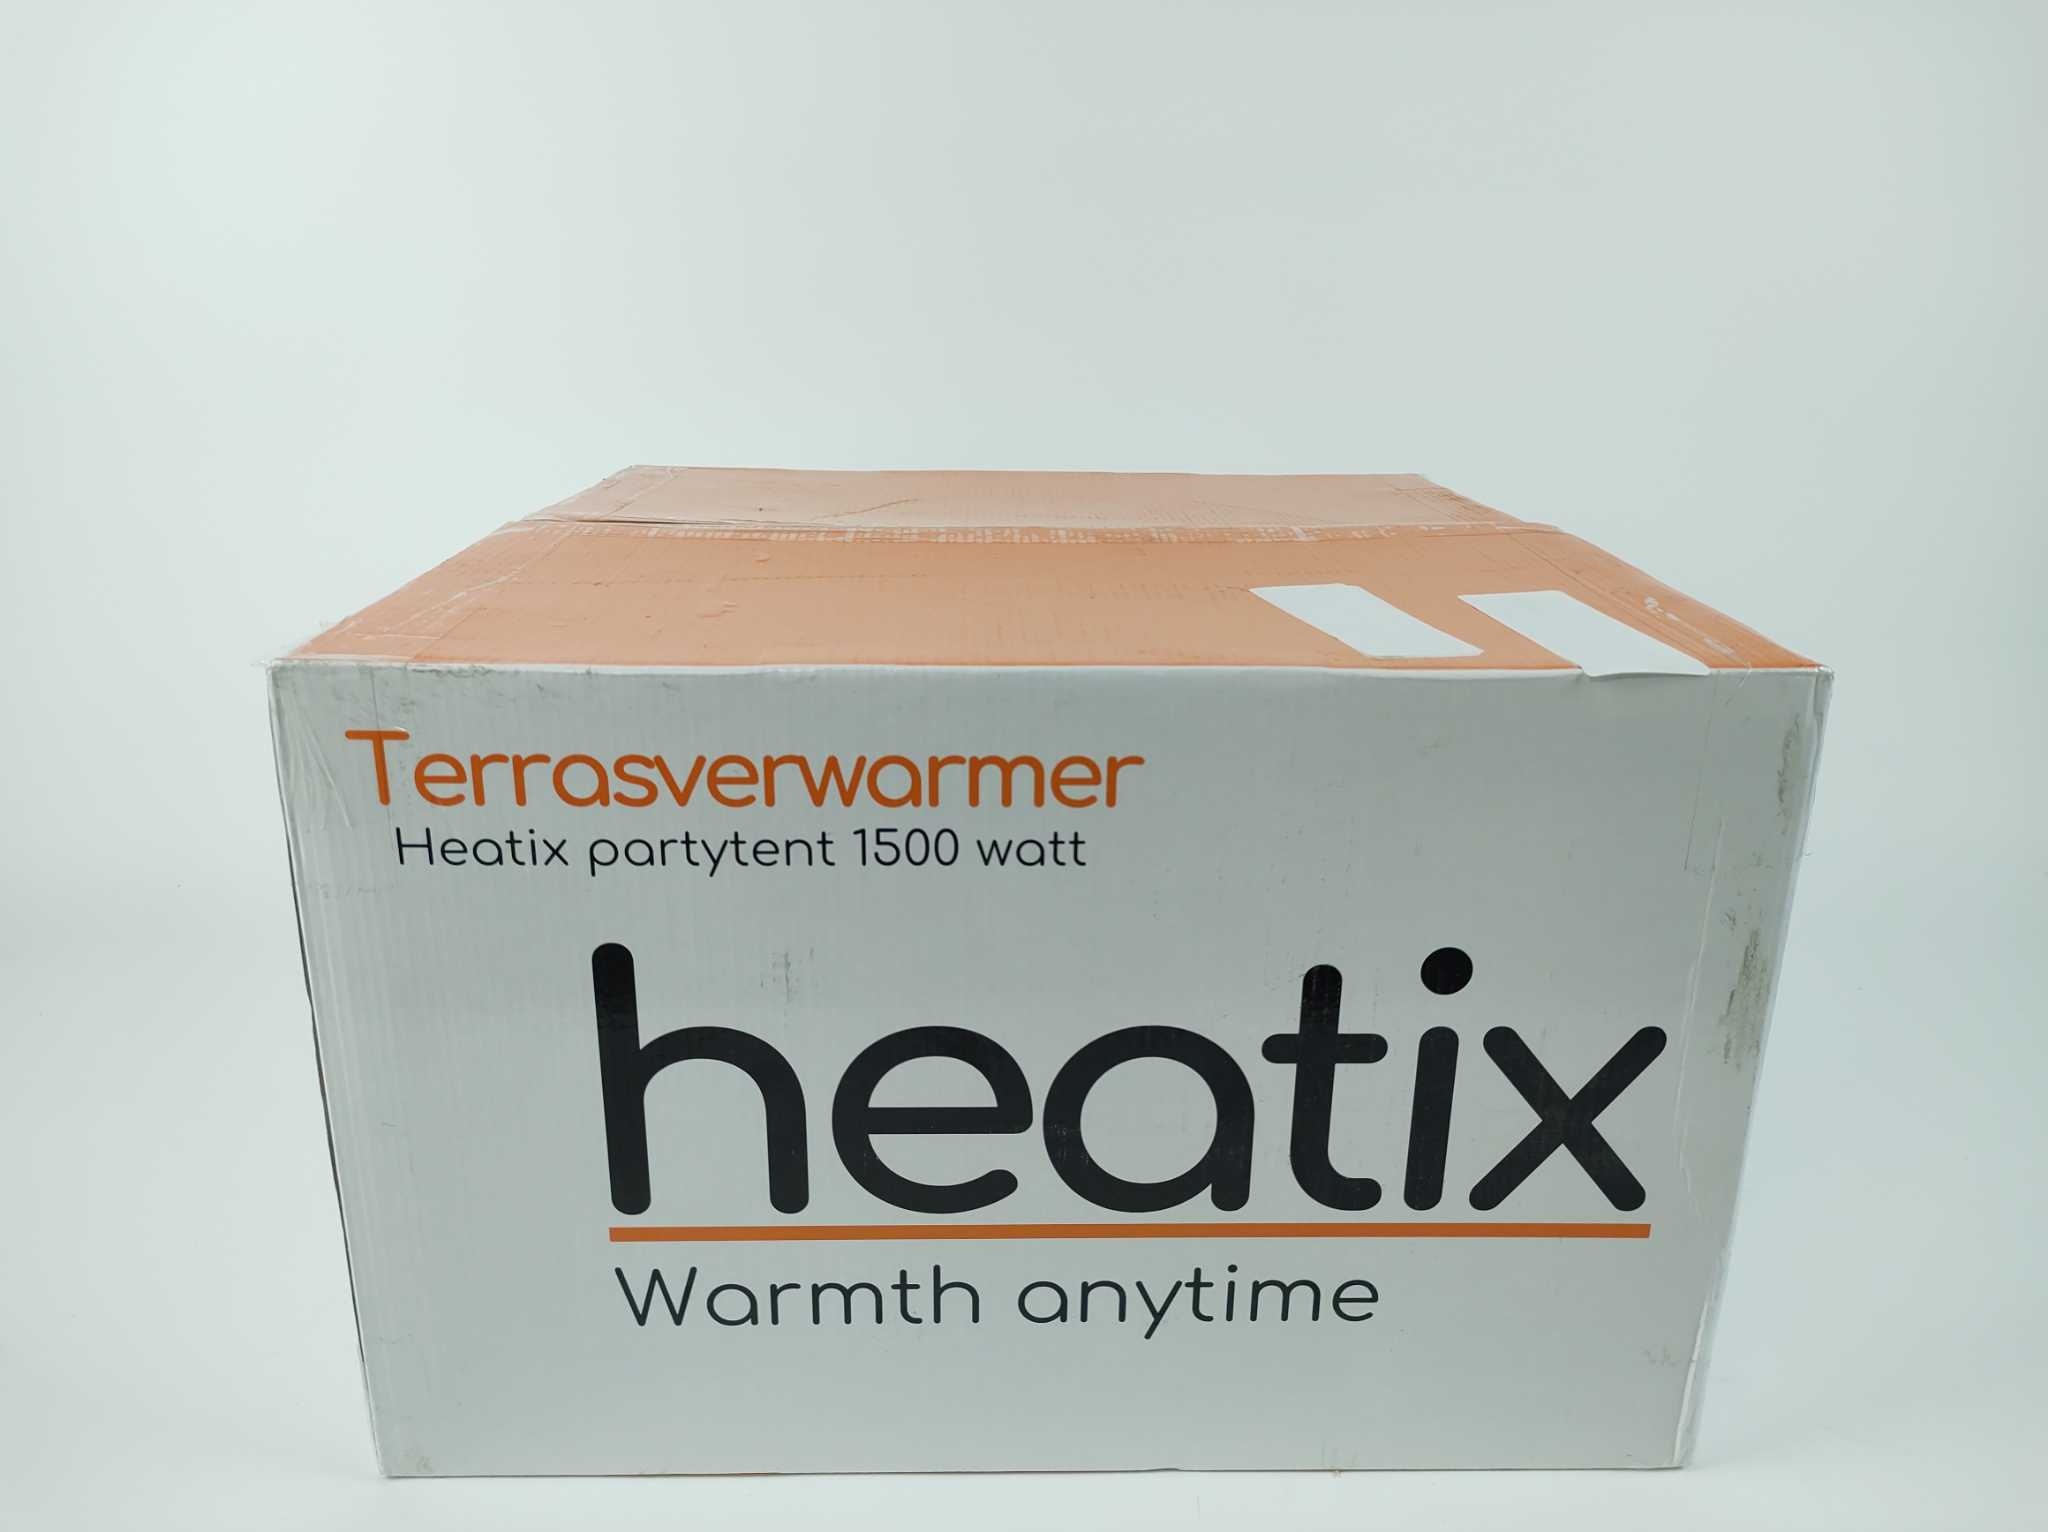 Terrasverwarmer
Heatix partytent 1500 watt
heatix
Warmth anytime